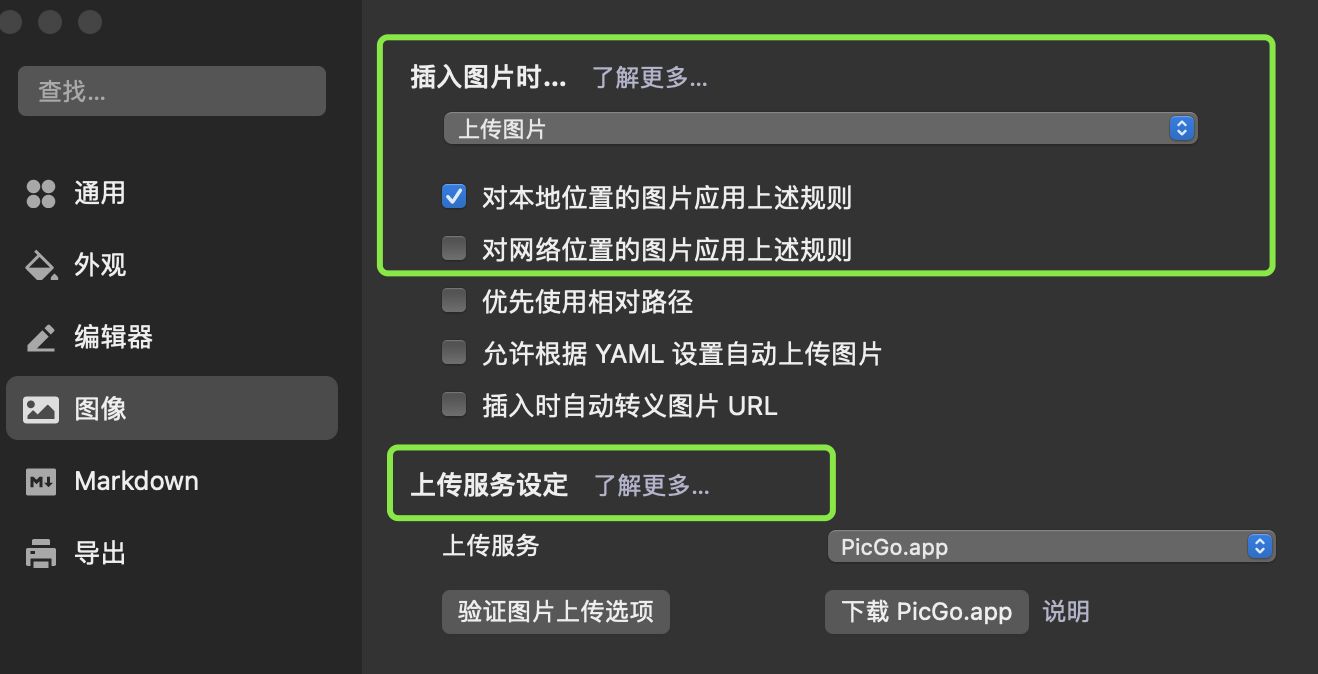 查找...
通用
外观
编辑器
图像
Markdown
导出
插入图片时... 了解更多...
上传图片
对本地位置的图片应用上述规则
对网络位置的图片应用上述规则
优先使用相对路径
允许根据 YAML 设置自动上传图片
插入时自动转义图片 URL
上传服务设定 了解更多...
上传服务 PicGo.app
验证图片上传选项 下载 PicGo.app 说明